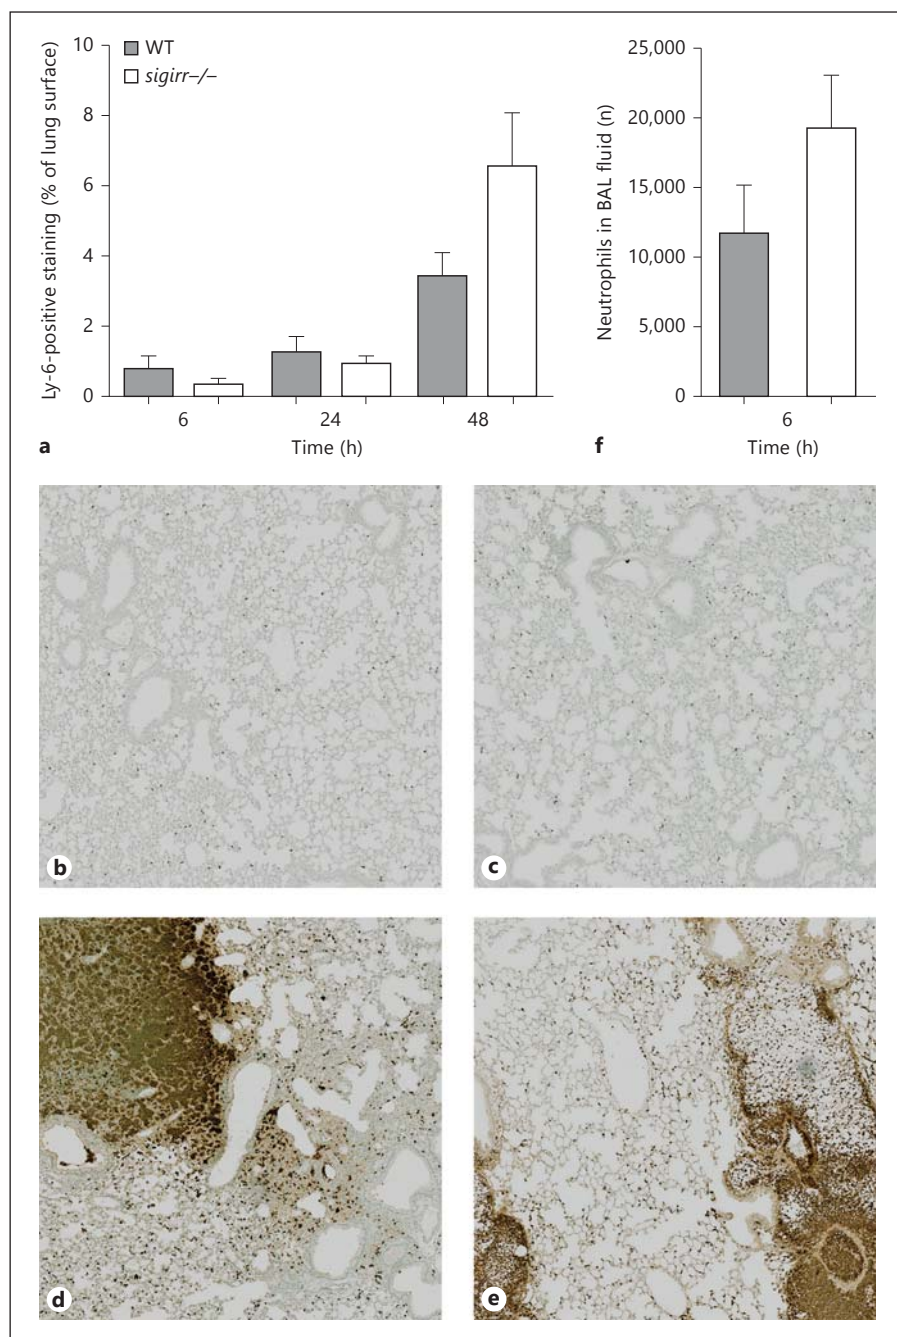 Ly-6-positive staining (% of lung surface)
10
8
6
4
2
0
WT
sigirr–/–
6 24 48
Time (h)
a
Neutrophils in BAL fluid (n)
25,000
20,000
15,000
10,000
5,000
0
6
Time (h)
f
b
c
d
e